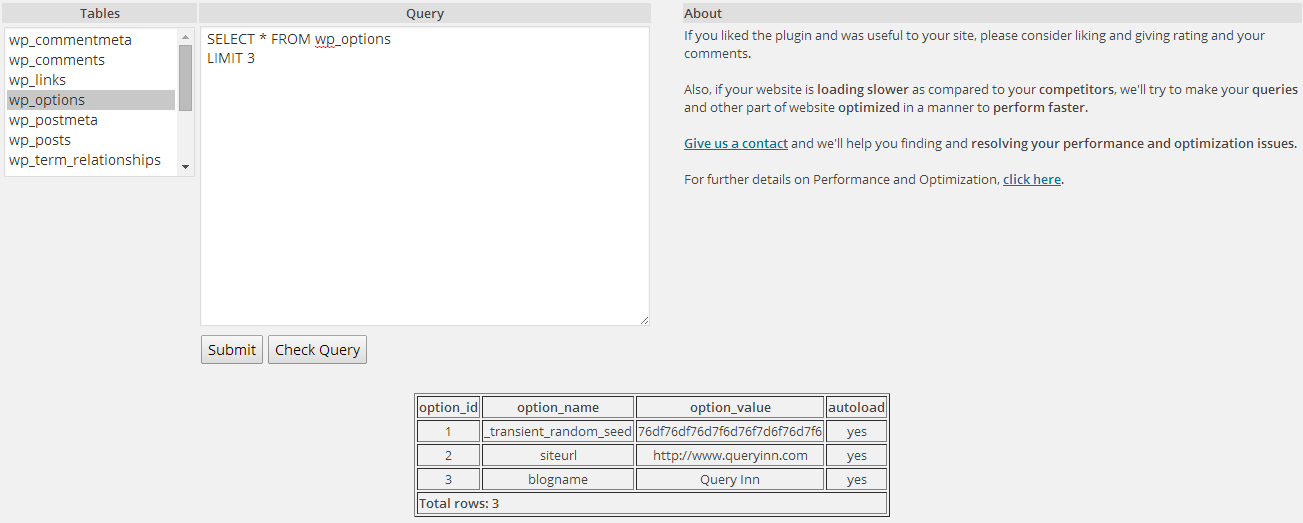 Tables
wp_commentmeta
wp_comments
wp_links
wp_options
wp_postmeta
wp_posts
wp_term_relationships
Query
SELECT * FROM wp_options
LIMIT 3
Submit Check Query
About
If you liked the plugin and was useful to your site, please consider liking and giving rating and your
comments.
Also, if your website is loading slower as compared to your competitors, we'll try to make your queries
and other part of website optimized in a manner to perform faster.
Give us a contact and we'll help you finding and resolving your performance and optimization issues.
For further details on Performance and Optimization, click here.
option_id option_name option_value autoload
1 _transient_random_seed 76df76df76d7f6d76f7d6f76d7f6 yes
2 siteurl http://www.queryinn.com yes
3 blogname Query Inn yes
Total rows: 3